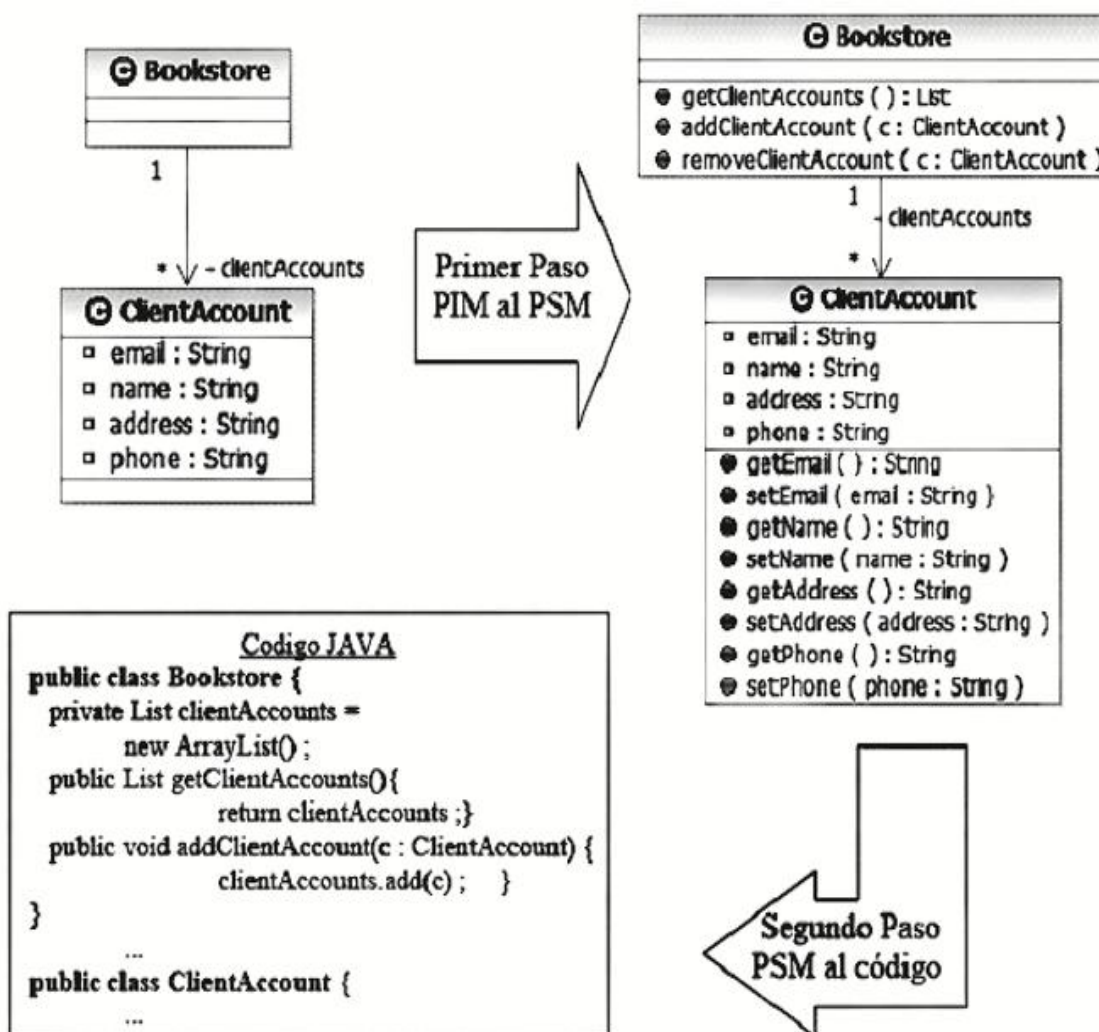 C Bookstore
1
* - clientAccounts
C ClientAccount
email : String
name : String
address : String
phone : String
Primer Paso
PIM al PSM
C Bookstore
getClientAccounts ( ) : List
addClientAccount ( c : ClientAccount )
removeClientAccount ( c : ClientAccount )
1
- clientAccounts
*
C ClientAccount
email : String
name : String
address : String
phone : String
getEmail ( ) : String
setEmail ( email : String )
getName ( ) : String
setName ( name : String )
getAddress ( ) : String
setAddress ( address : String )
getPhone ( ) : String
setPhone ( phone : String )
Codigo JAVA
public class Bookstore {
private List clientAccounts =
new ArrayList() ;
public List getClientAccounts(){
return clientAccounts ;}
public void addClientAccount(c : ClientAccount) {
clientAccounts.add(c) ; }
}
...
public class ClientAccount {
...
Segundo Paso
PSM al código